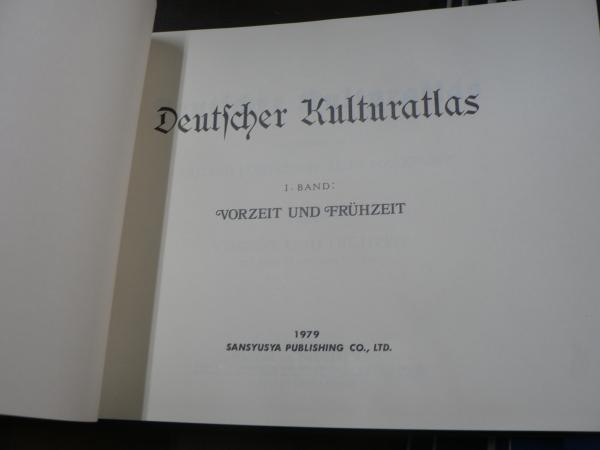 Deutſcher Kulturatlas
I. BAND:
VORZEIT UND FRÜHZEIT
1979
SANSYUSYA PUBLISHING CO., LTD.